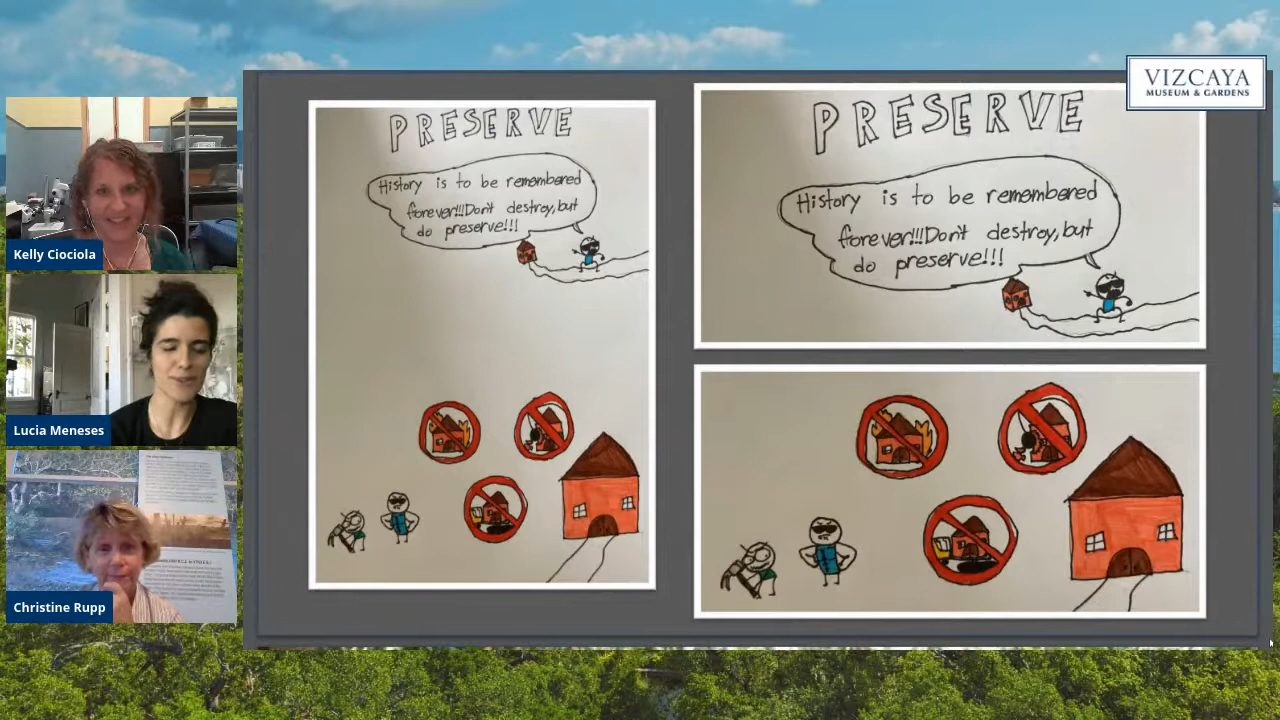 VIZCAYA
MUSEUM & GARDENS
Kelly Ciociola
Lucia Meneses
Christine Rupp
PRESERVE
History is to be remembered
forever!!!Don't destroy,but
do preserve!!!
PRESERVE
History is to be remembered
forever!!!Don't destroy,but
do preserve!!!